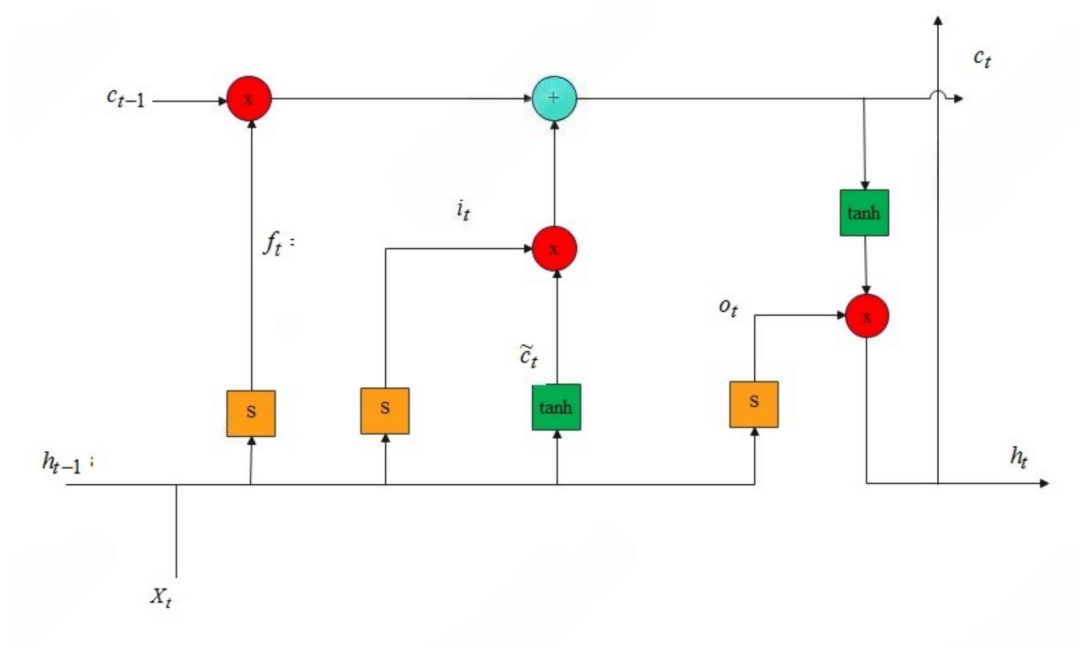 c_t
c_{t-1} x +
tanh
i_t x
f_t :
o_t x
c̃_t
S S tanh S
h_{t-1} : h_t
X_t